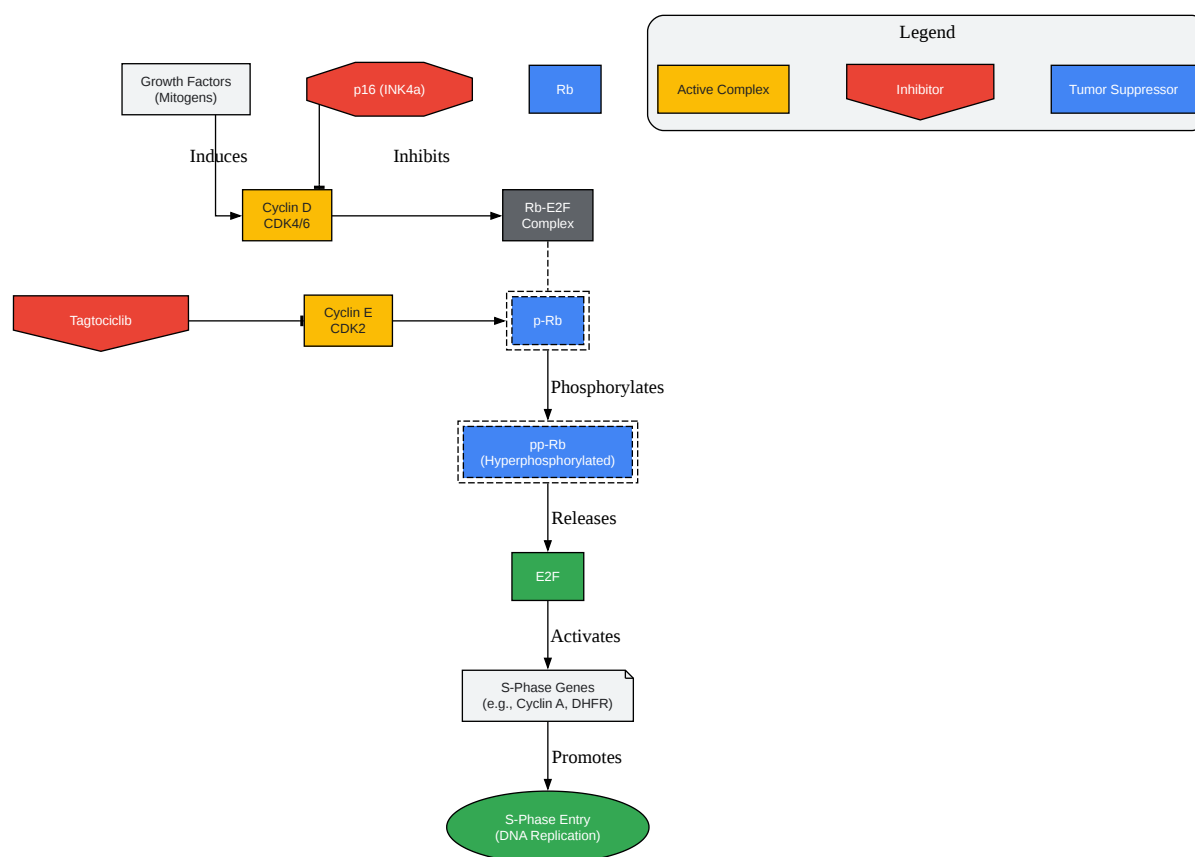 Legend
Growth Factors
(Mitogens)
p16 (INK4a)
Rb
Active Complex
Inhibitor
Tumor Suppressor
Induces
Inhibits
Cyclin D
CDK4/6
Rb-E2F
Complex
Tagtociclib
Cyclin E
CDK2
p-Rb
Phosphorylates
pp-Rb
(Hyperphosphorylated)
Releases
E2F
Activates
S-Phase Genes
(e.g., Cyclin A, DHFR)
Promotes
S-Phase Entry
(DNA Replication)